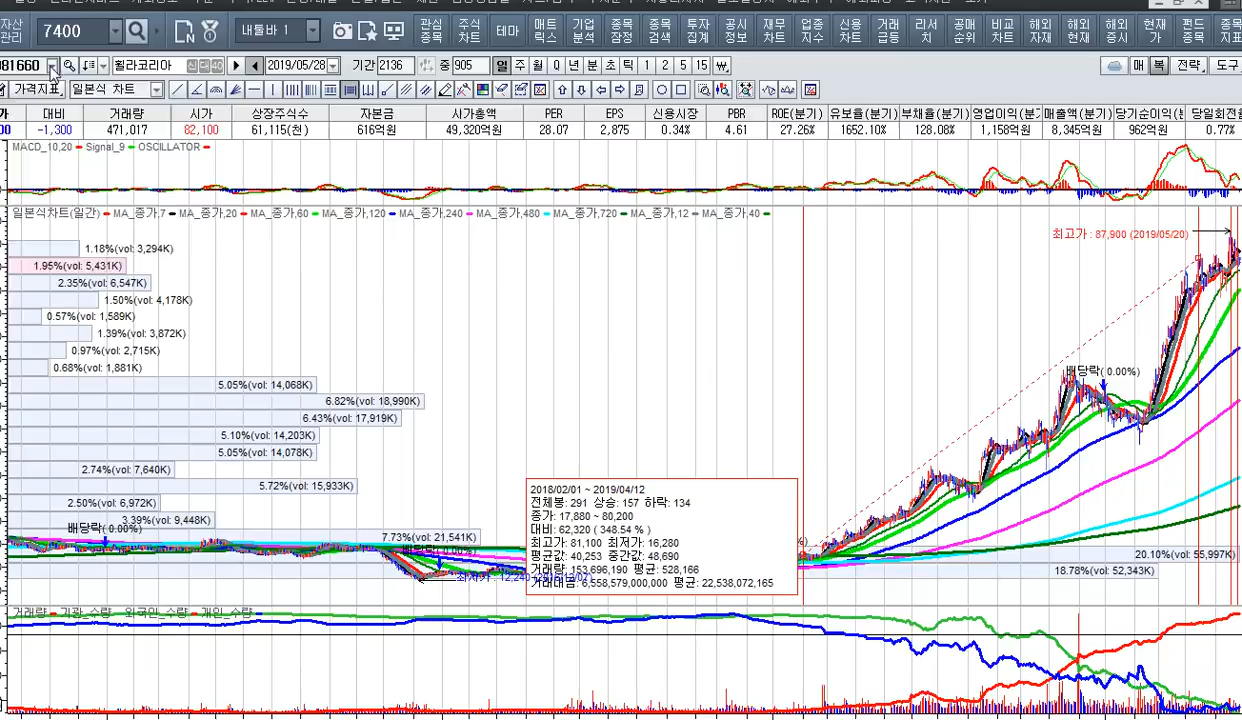 자산 관리
7400
내툴바 1
관심 종목
주식 차트
테마
매트 릭스
기업 분석
종목 잠정
종목 검색
투자 집계
공시 정보
재무 차트
업종 지수
신용 차트
거래 급등
리서 치
공매 순위
비교 차트
해외 자재
해외 현재
해외 증시
현재 가
펀드 종목
종목 지표
081660 휠라코리아 신 대 40 2019/05/28 기간 2136 중 905 일 주 월 Q 년 분 초 틱 1 2 5 15 매 복 전략 도구
가격지표 일본식 차트
대비 거래량 시가 상장주식수 자본금 시가총액 PER EPS 신용시장 PBR ROE(분기) 유보율(분기) 부채율(분기) 영업이익(분기 매출액(분기) 당기순이익(분 당일회전
00 -1,300 471,017 82,100 61,115(천) 616억원 49,320억원 28.07 2,875 0.34% 4.61 27.26% 1652.10% 128.08% 1,158억원 8,345억원 962억원 0.77%
MACD_10,20 Signal_9 OSCILLATOR
일본식차트(일간) MA_종가,7 MA_종가,20 MA_종가,60 MA_종가,120 MA_종가,240 MA_종가,480 MA_종가,720 MA_종가,12 MA_종가,40
최고가 : 87,900 (2019/05/20)
1.18%(vol: 3,294K)
1.95%(vol: 5,431K)
2.35%(vol: 6,547K)
1.50%(vol: 4,178K)
0.57%(vol: 1,589K)
1.39%(vol: 3,872K)
0.97%(vol: 2,715K)
0.68%(vol: 1,881K)
배당락( 0.00%)
5.05%(vol: 14,068K)
6.82%(vol: 18,990K)
6.43%(vol: 17,919K)
5.10%(vol: 14,203K)
5.05%(vol: 14,078K)
2.74%(vol: 7,640K)
5.72%(vol: 15,933K)
2.50%(vol: 6,972K)
3.39%(vol: 9,448K)
배당락( 0.00%)
7.73%(vol: 21,541K)
20.10%(vol: 55,997K)
18.78%(vol: 52,343K)
2018/02/01 ~ 2019/04/12
전체봉: 291 상승: 157 하락: 134
종가: 17,880 ~ 80,200
대비: 62,320 ( 348.54 % )
최고가: 81,100 최저가: 16,280
평균값: 40,253 중간값: 48,690
거래량: 153,696,190 평균: 528,166
거래대금: 6,558,579,000,000 평균: 22,538,072,165
최저가 : 12,240
거래량 기관_수량 외국인_수량 개인_수량